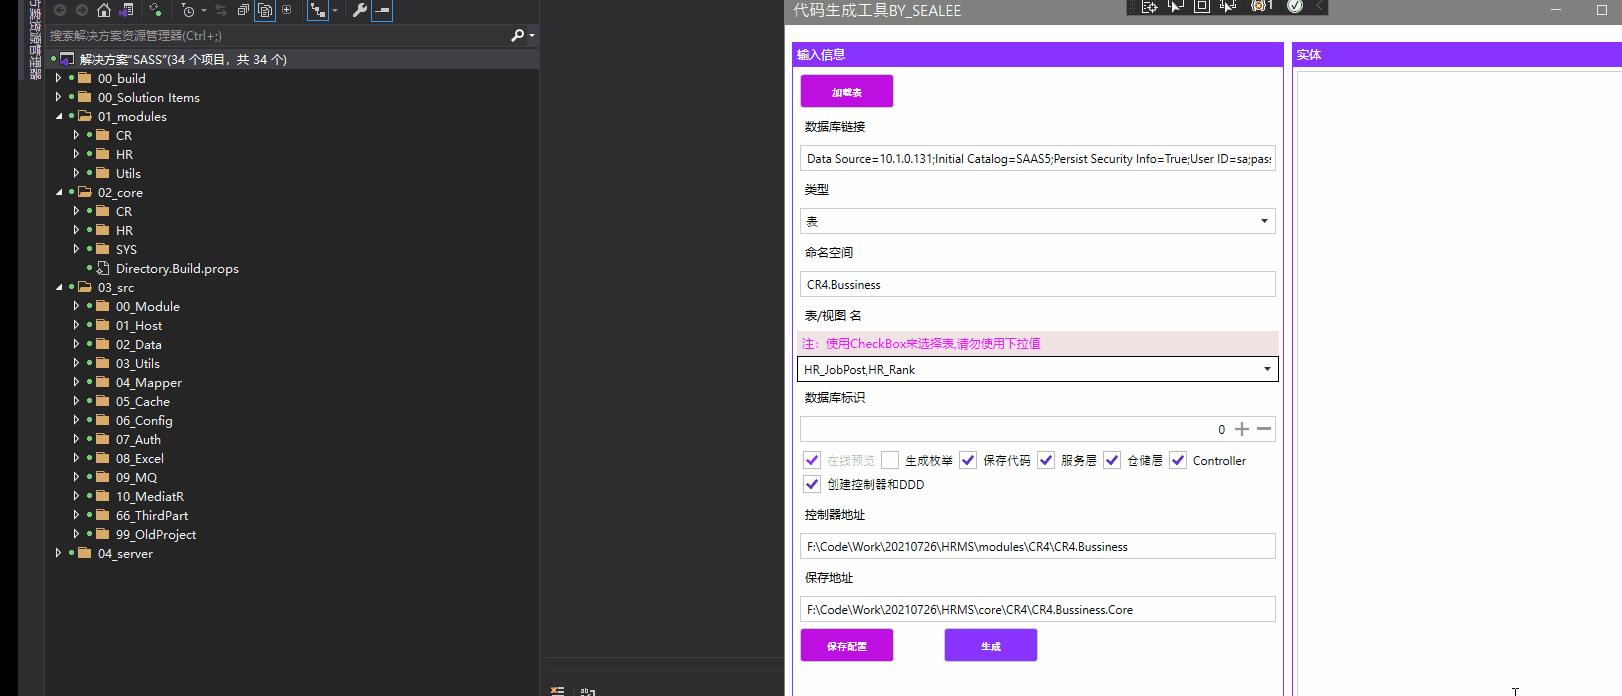 方案资源管理器
搜索解决方案资源管理器(Ctrl+;)
解决方案"SASS"(34 个项目，共 34 个)
00_build
00_Solution Items
01_modules
CR
HR
Utils
02_core
CR
HR
SYS
Directory.Build.props
03_src
00_Module
01_Host
02_Data
03_Utils
04_Mapper
05_Cache
06_Config
07_Auth
08_Excel
09_MQ
10_MediatR
66_ThirdPart
99_OldProject
04_server
代码生成工具BY_SEALEE
1
输入信息
加载表
数据库链接
Data Source=10.1.0.131;Initial Catalog=SAAS5;Persist Security Info=True;User ID=sa;pas
类型
表
命名空间
CR4.Bussiness
表/视图 名
注：使用CheckBox来选择表,请勿使用下拉值
HR_JobPost,HR_Rank
数据库标识
0
在线预览 生成枚举 保存代码 服务层 仓储层 Controller
创建控制器和DDD
控制器地址
F:\Code\Work\20210726\HRMS\modules\CR4\CR4.Bussiness
保存地址
F:\Code\Work\20210726\HRMS\core\CR4\CR4.Bussiness.Core
保存配置 生成
实体